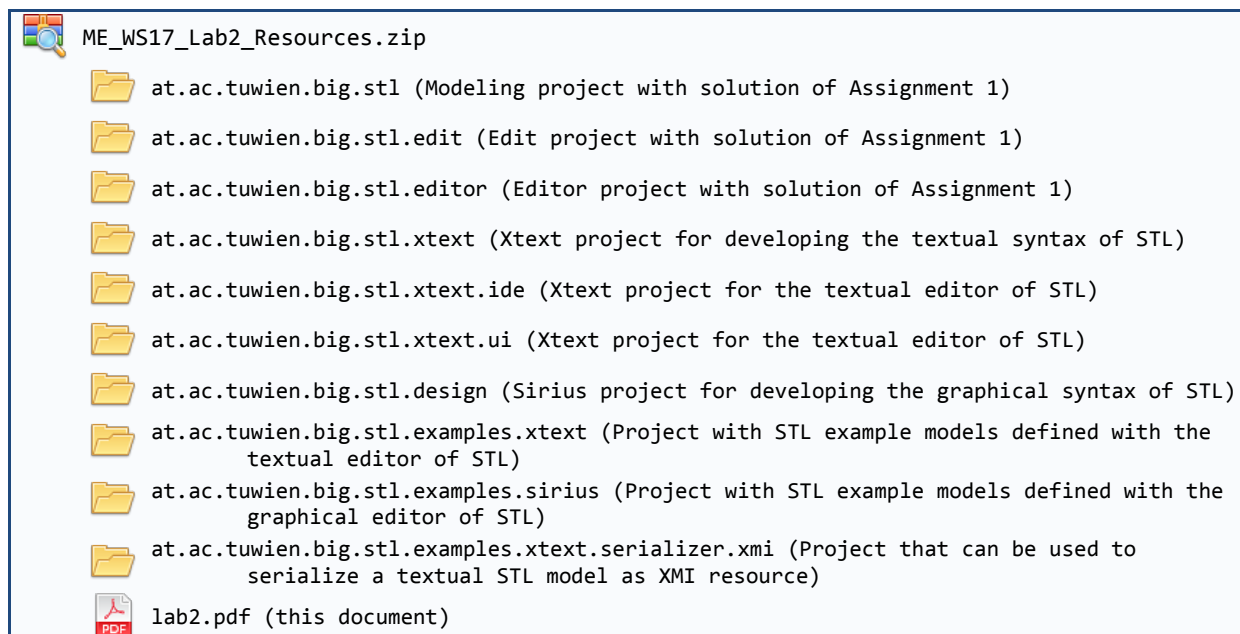 ME_WS17_Lab2_Resources.zip
at.ac.tuwien.big.stl (Modeling project with solution of Assignment 1)
at.ac.tuwien.big.stl.edit (Edit project with solution of Assignment 1)
at.ac.tuwien.big.stl.editor (Editor project with solution of Assignment 1)
at.ac.tuwien.big.stl.xtext (Xtext project for developing the textual syntax of STL)
at.ac.tuwien.big.stl.xtext.ide (Xtext project for the textual editor of STL)
at.ac.tuwien.big.stl.xtext.ui (Xtext project for the textual editor of STL)
at.ac.tuwien.big.stl.design (Sirius project for developing the graphical syntax of STL)
at.ac.tuwien.big.stl.examples.xtext (Project with STL example models defined with the
textual editor of STL)
at.ac.tuwien.big.stl.examples.sirius (Project with STL example models defined with the
graphical editor of STL)
at.ac.tuwien.big.stl.examples.xtext.serializer.xmi (Project that can be used to
serialize a textual STL model as XMI resource)
PDF
lab2.pdf (this document)